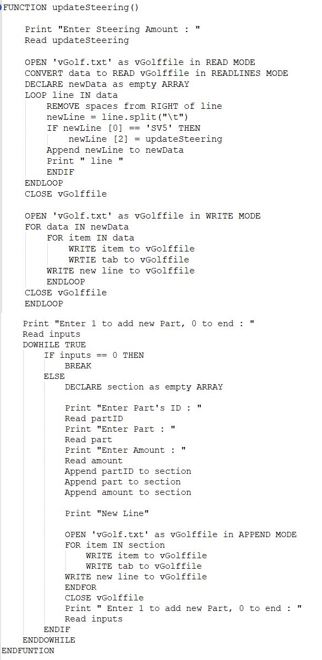 FUNCTION updateSteering()
Print "Enter Steering Amount : "
Read updateSteering
OPEN 'vGolf.txt' as vGolffile in READ MODE
CONVERT data to READ vGolffile in READLINES MODE
DECLARE newData as empty ARRAY
LOOP line IN data
REMOVE spaces from RIGHT of line
newLine = line.split("\t")
IF newLine [0] == 'SV5' THEN
newLine [2] = updateSteering
Append newLine to newData
Print " line "
ENDIF
ENDLOOP
CLOSE vGolffile
OPEN 'vGolf.txt' as vGolffile in WRITE MODE
FOR data IN newData
FOR item IN data
WRITE item to vGolffile
WRTIE tab to vGolffile
WRITE new line to vGolffile
ENDLOOP
CLOSE vGolffile
ENDLOOP
Print "Enter 1 to add new Part, 0 to end : "
Read inputs
DOWHILE TRUE
IF inputs == 0 THEN
BREAK
ELSE
DECLARE section as empty ARRAY
Print "Enter Part's ID : "
Read partID
Print "Enter Part : "
Read part
Print "Enter Amount : "
Read amount
Append partID to section
Append part to section
Append amount to section
Print "New Line"
OPEN 'vGolf.txt' as vGolffile in APPEND MODE
FOR item IN section
WRITE item to vGolffile
WRITE tab to vGolffile
WRITE new line to vGolffile
ENDFOR
CLOSE vGolffile
Print " Enter 1 to add new Part, 0 to end : "
Read inputs
ENDIF
ENDDOWHILE
ENDFUNTION